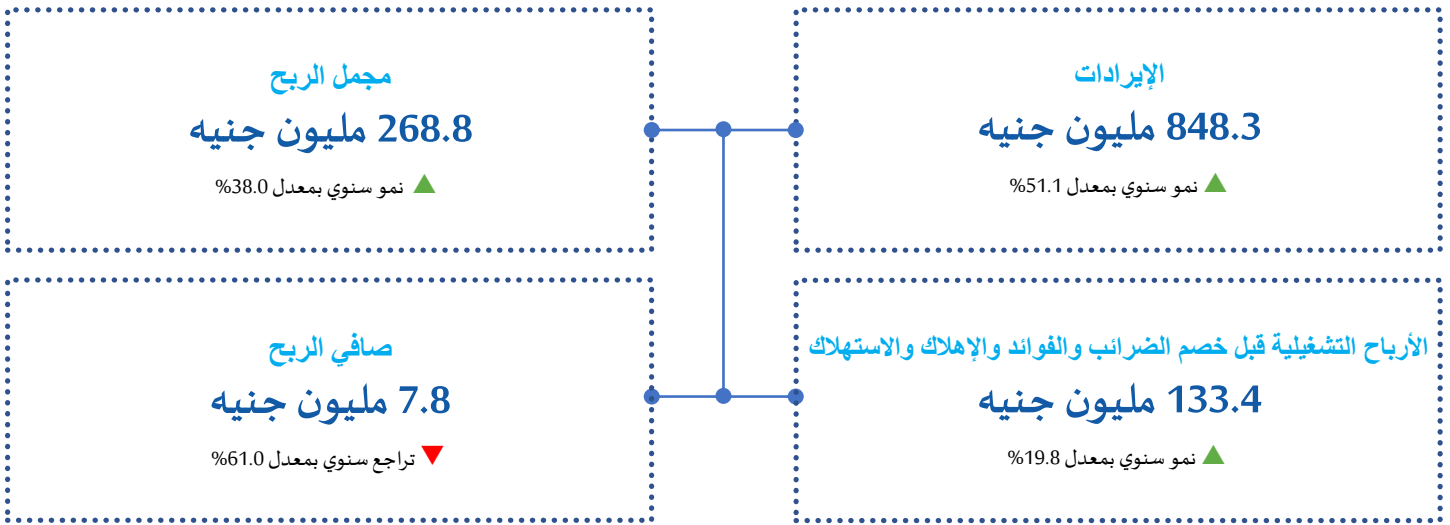 الإيرادات
848.3 مليون جنيه
نمو سنوي بمعدل 51.1%
مجمل الربح
268.8 مليون جنيه
نمو سنوي بمعدل 38.0%
الأرباح التشغيلية قبل خصم الضرائب والفوائد والإهلاك والاستهلاك
133.4 مليون جنيه
نمو سنوي بمعدل 19.8%
صافي الربح
7.8 مليون جنيه
تراجع سنوي بمعدل 61.0%